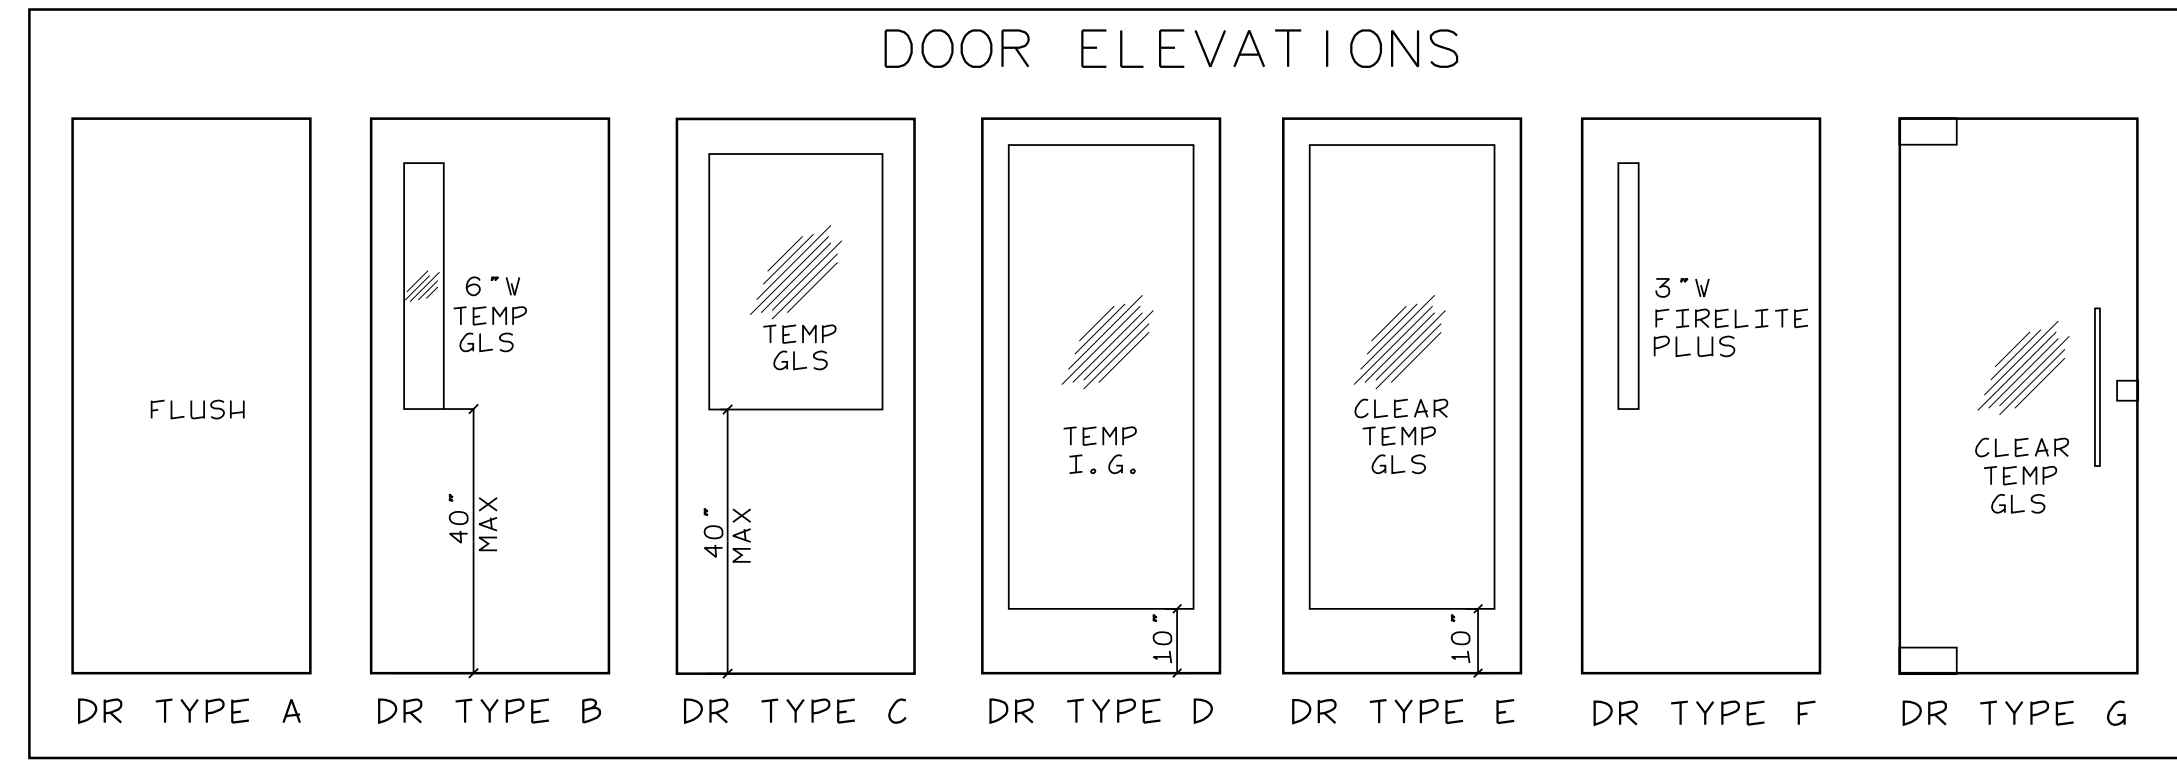 DOOR ELEVATIONS
FLUSH
DR TYPE A
6"W
TEMP
GLS
40"
MAX
DR TYPE B
TEMP
GLS
40"
MAX
DR TYPE C
TEMP
I.G.
10"
DR TYPE D
CLEAR
TEMP
GLS
10"
DR TYPE E
3"W
FIRELITE
PLUS
DR TYPE F
CLEAR
TEMP
GLS
DR TYPE G